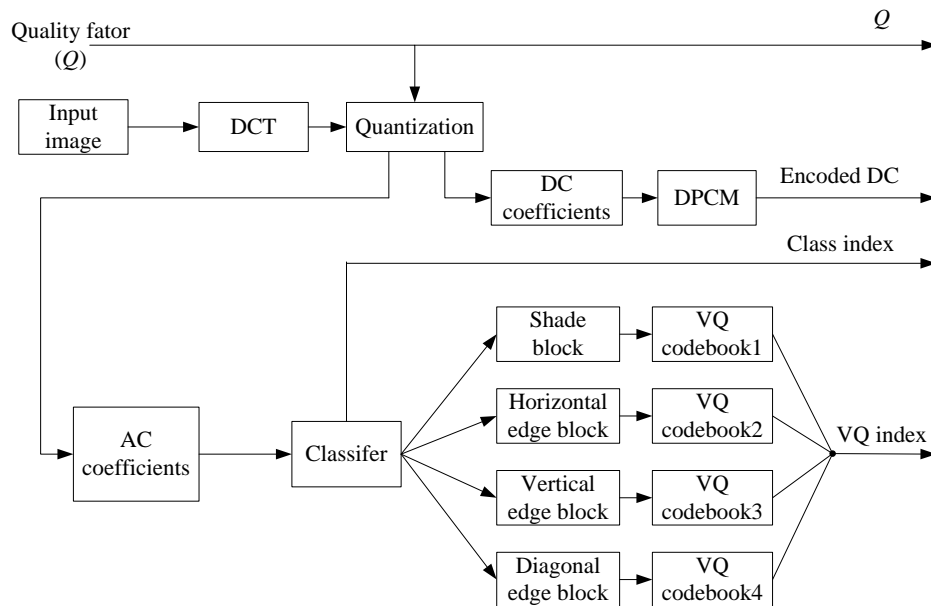 Quality fator
(Q)
Q
Input
image
DCT
Quantization
DC
coefficients
DPCM
Encoded DC
Class index
AC
coefficients
Classifer
Shade
block
VQ
codebook1
Horizontal
edge block
VQ
codebook2
VQ index
Vertical
edge block
VQ
codebook3
Diagonal
edge block
VQ
codebook4